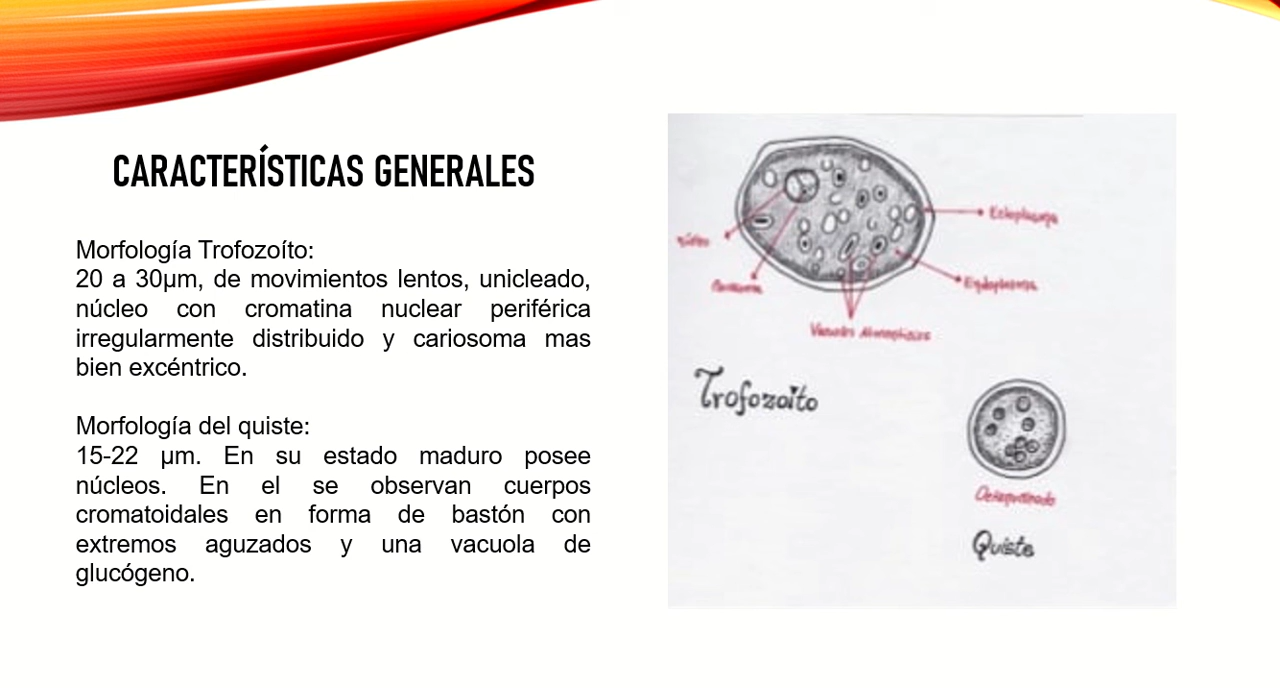 CARACTERÍSTICAS GENERALES
Morfología Trofozoíto:
20 a 30µm, de movimientos lentos, unicleado,
núcleo con cromatina nuclear periférica
irregularmente distribuido y cariosoma mas
bien excéntrico.
Morfología del quiste:
15-22 µm. En su estado maduro posee
núcleos. En el se observan cuerpos
cromatoidales en forma de bastón con
extremos aguzados y una vacuola de
glucógeno.
Ectoplasma
Endoplasma
Vacuolas
Trofozoíto
Quiste